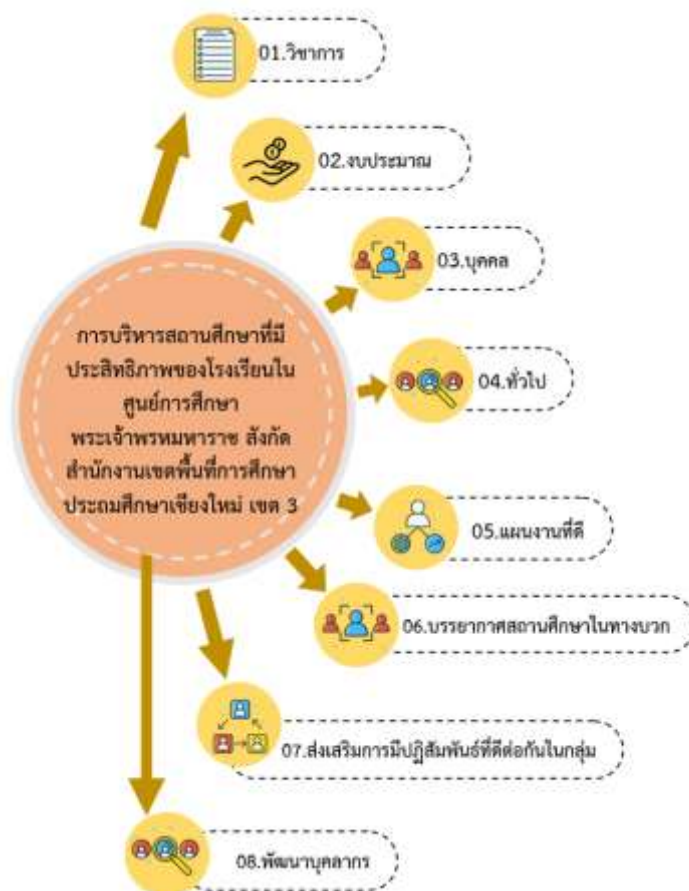 01.วิชาการ
02.งบประมาณ
03.บุคคล
04.ทั่วไป
การบริหารสถานศึกษาที่มี
ประสิทธิภาพของโรงเรียนใน
ศูนย์การศึกษา
พระเจ้าพรหมมหาราช สังกัด
สำนักงานเขตพื้นที่การศึกษา
ประถมศึกษาเชียงใหม่ เขต 3
05.แผนงานที่ดี
06.บรรยากาศสถานศึกษาในทางบวก
07.ส่งเสริมการมีปฏิสัมพันธ์ที่ดีต่อกันในกลุ่ม
08.พัฒนาบุคลากร